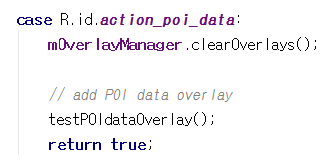 case R.id.action_poi_data:
mOverlayManager.clearOverlays();
// add POI data overlay
testPOIdataOverlay();
return true;